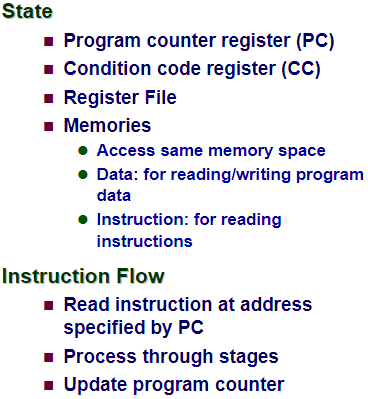 State
Program counter register (PC)
Condition code register (CC)
Register File
Memories
Access same memory space
Data: for reading/writing program
data
Instruction: for reading
instructions
Instruction Flow
Read instruction at address
specified by PC
Process through stages
Update program counter